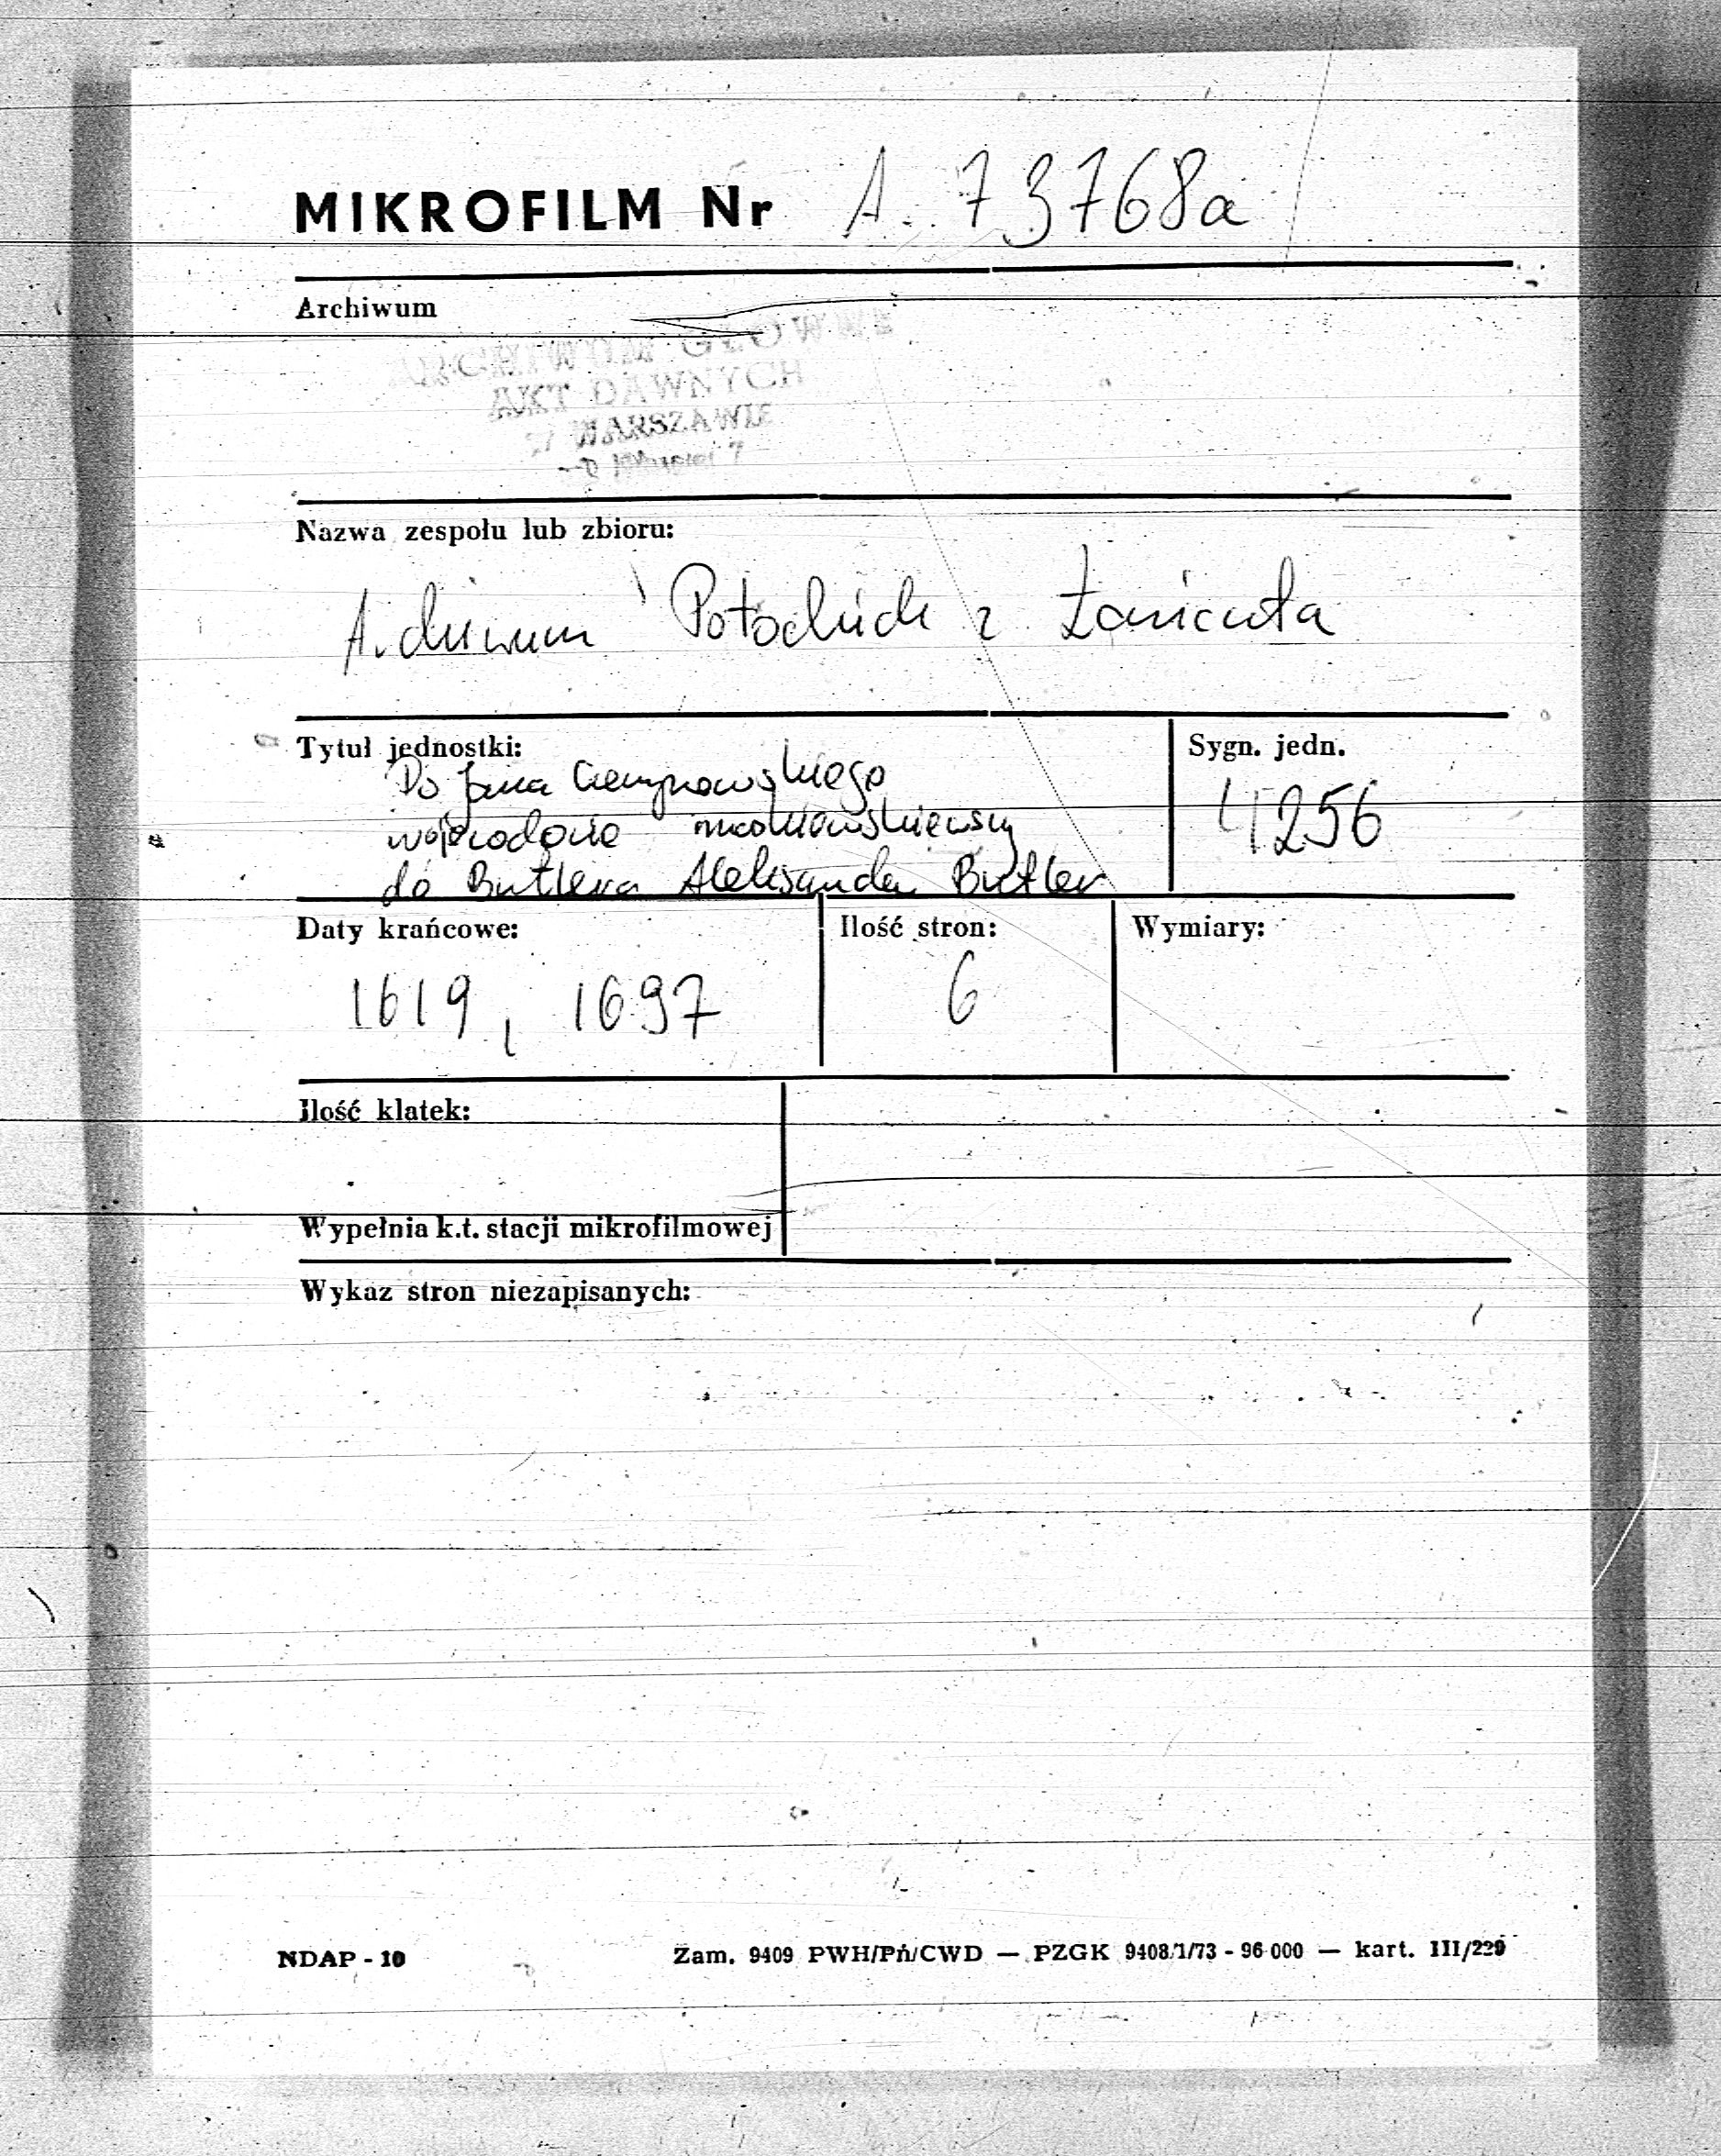 MIKROFILM Nr A. 73768a
Archiwum
ARCHIWUM GŁÓWNE
AKT DAWNYCH
W WARSZAWIE
7
Nazwa zespołu lub zbioru:
Archiwum Potockich z Łańcuta
Tytuł jednostki:
Sygn. jedn.
Do Jana
4256
do Butlera Aleksander Butler
Daty krańcowe:
Ilość stron:
Wymiary:
1619, 1697
6
Ilość klatek:
Wypełnia k.t. stacji mikrofilmowej
Wykaz stron niezapisanych:
NDAP - 10
Zam. 9409 PWH/Pń/CWD — PZGK 9408/1/73 - 96 000 — kart. III/229